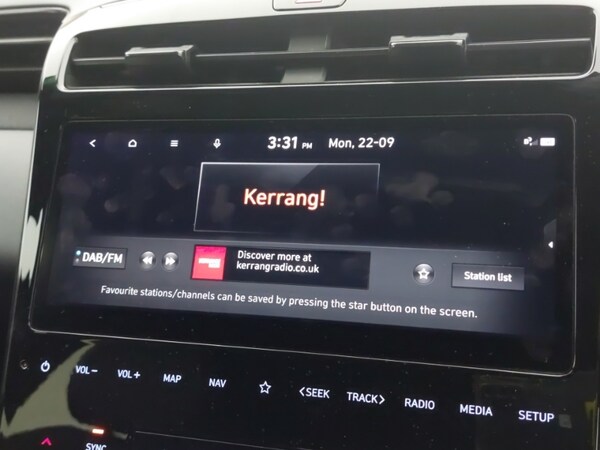 3:31 PM Mon, 22-09
Kerrang!
DAB/FM
Discover more at
kerrangradio.co.uk
Station list
Favourite stations/channels can be saved by pressing the star button on the screen.
VOL− VOL+ MAP NAV <SEEK TRACK> RADIO MEDIA SETUP
SYNC